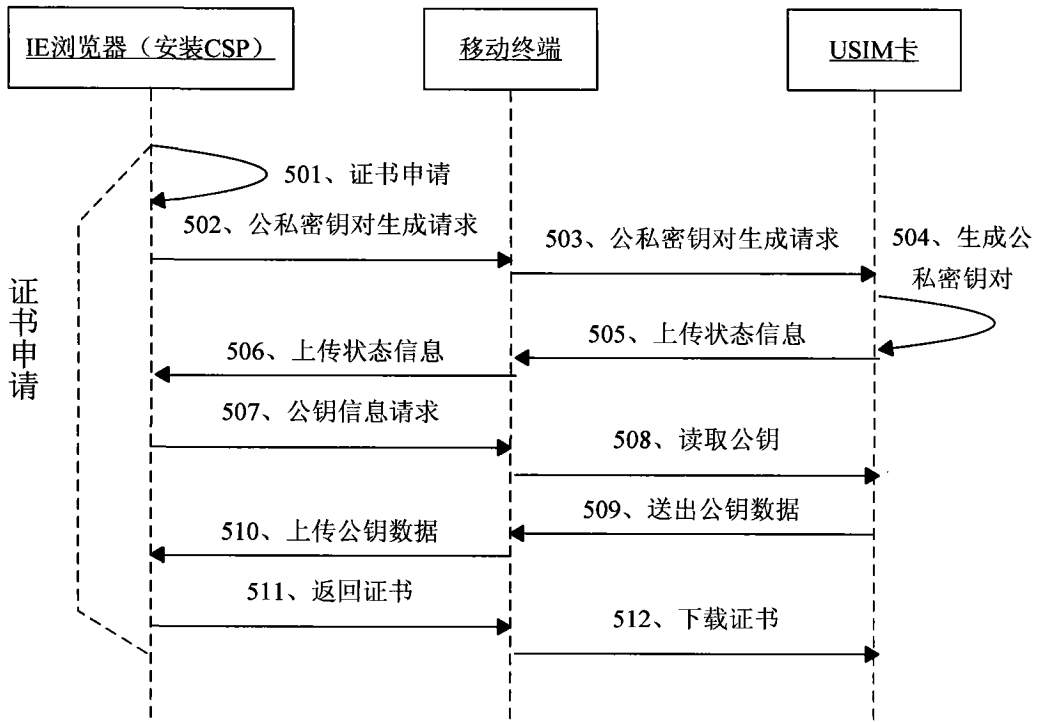 IE浏览器（安装CSP）
移动终端
USIM卡
501、证书申请
502、公私密钥对生成请求
503、公私密钥对生成请求
504、生成公
私密钥对
505、上传状态信息
506、上传状态信息
507、公钥信息请求
508、读取公钥
509、送出公钥数据
510、上传公钥数据
511、返回证书
512、下载证书
证书申请